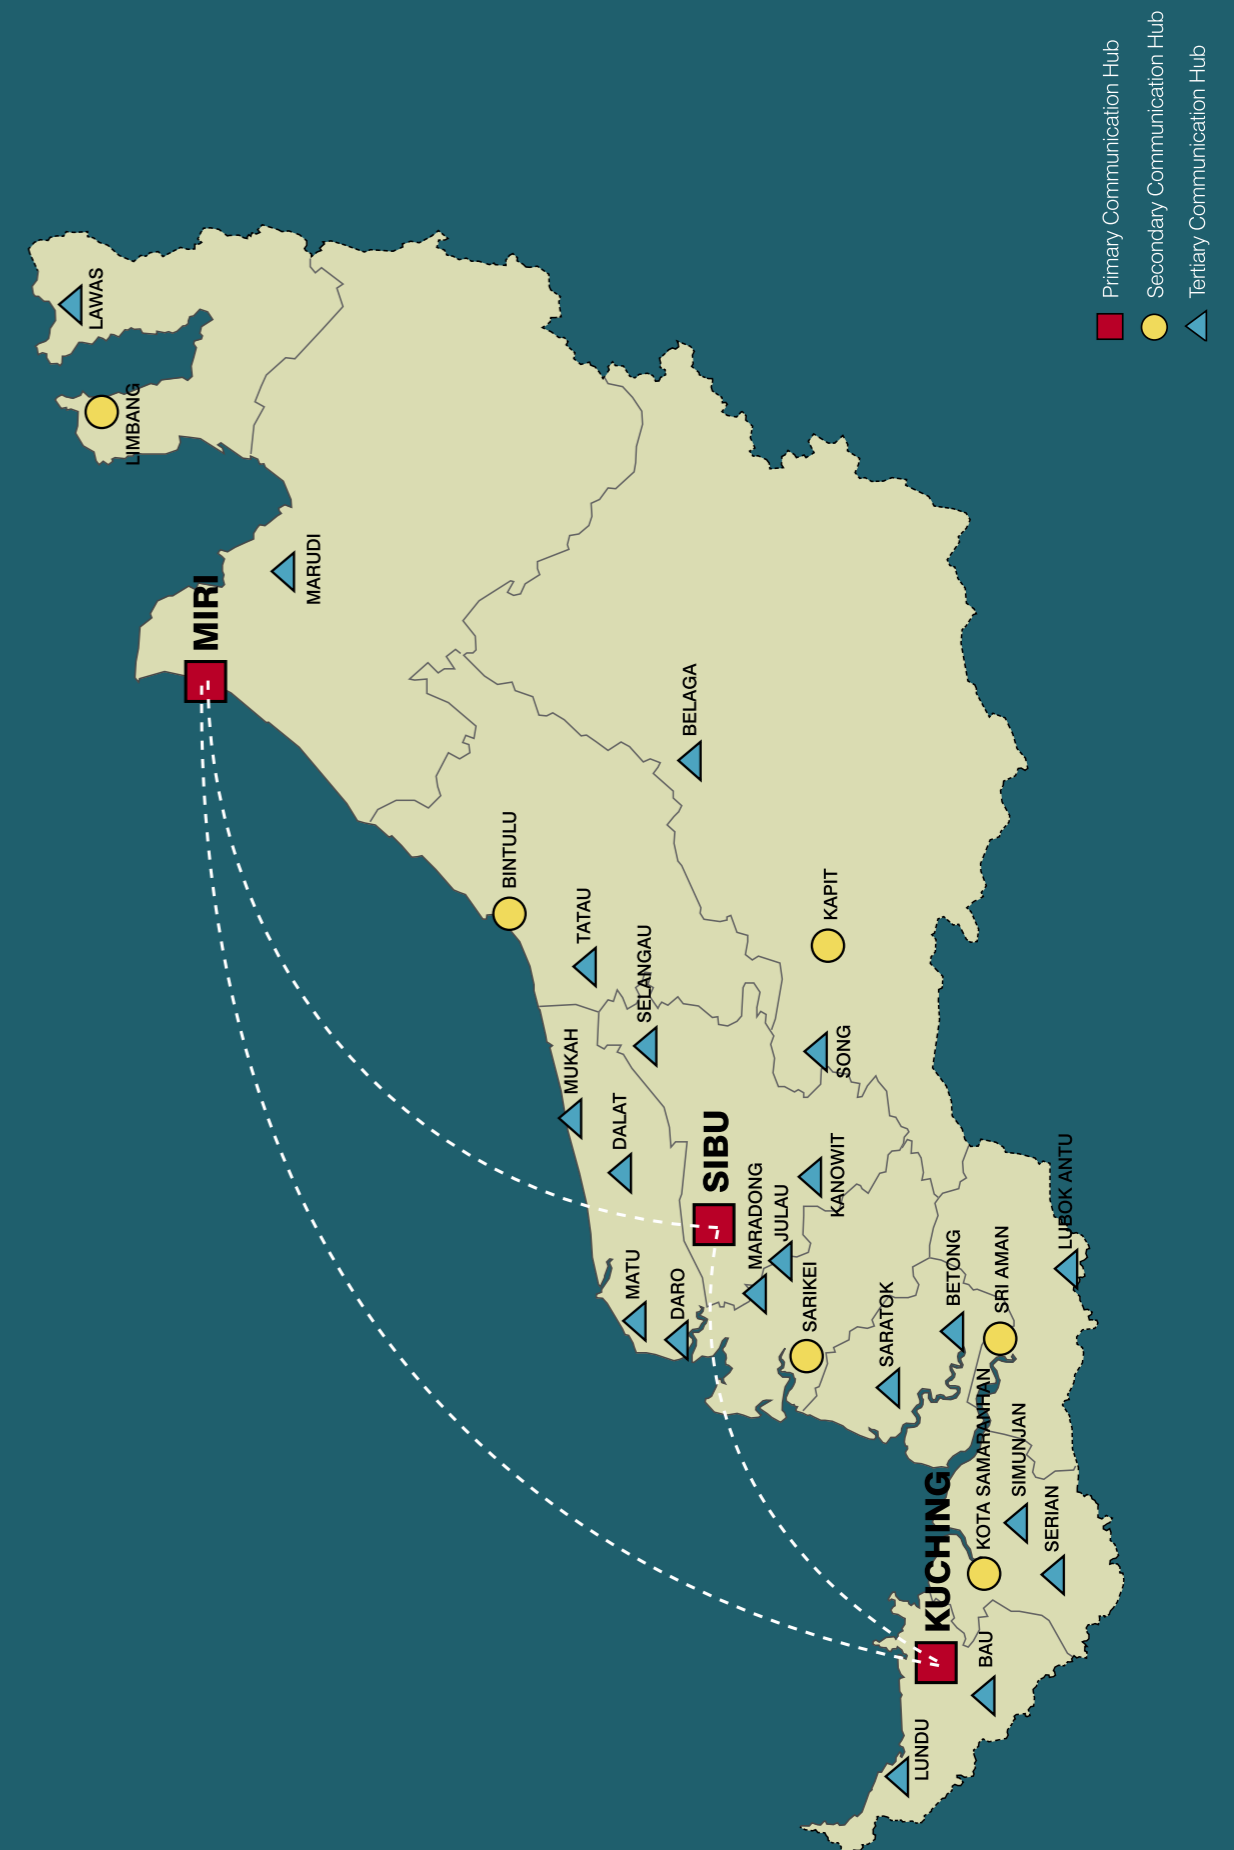 LAWAS
LIMBANG
MARUDI
MIRI
BELAGA
BINTULU
KAPIT
TATAU
SELANGAU
SONG
MUKAH
DALAT
SIBU
KANOWIT
MARADONG
JULAU
MATU
DARO
SARIKEI
LUBOK ANTU
BETONG
SRI AMAN
SARATOK
KOTA SAMARANHAN
SIMUNJAN
SERIAN
KUCHING
BAU
LUNDU
Primary Communication Hub
Secondary Communication Hub
Tertiary Communication Hub